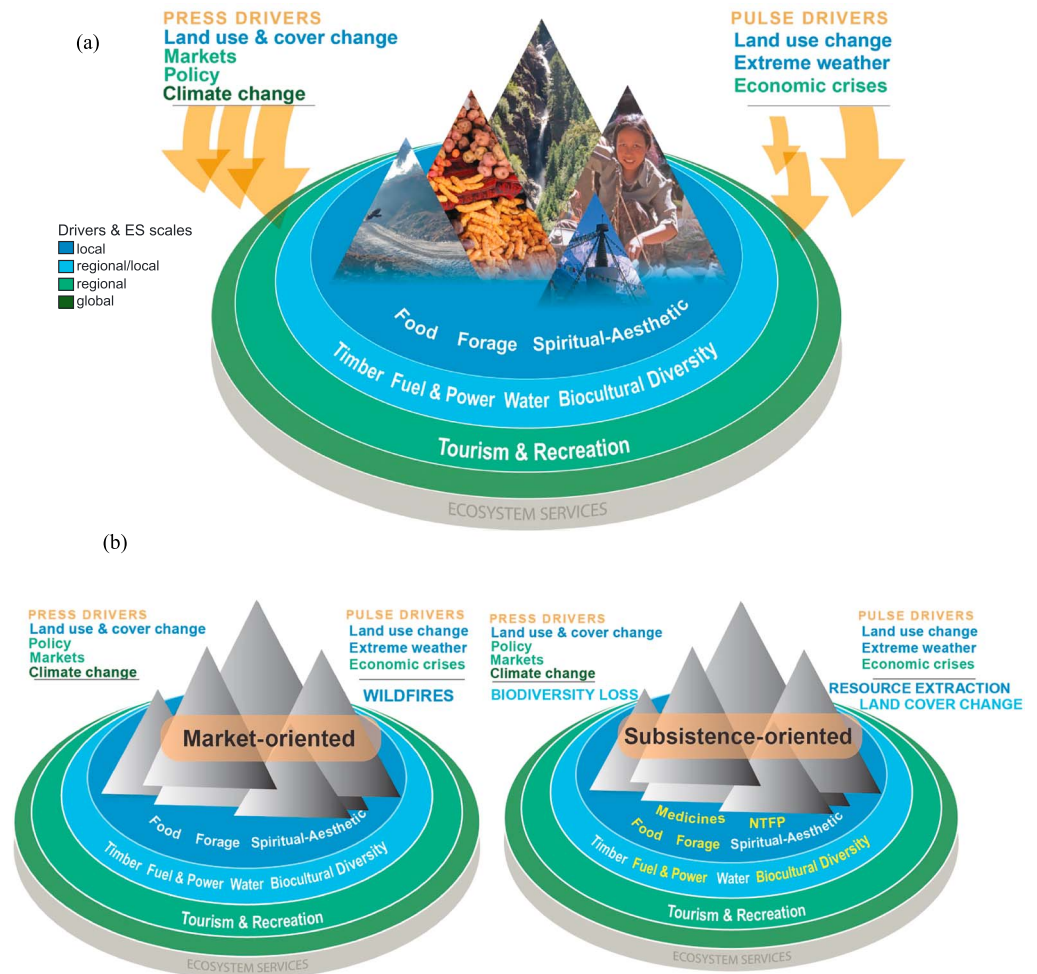 (a)
PRESS DRIVERS
Land use & cover change
Markets
Policy
Climate change
PULSE DRIVERS
Land use change
Extreme weather
Economic crises
Drivers & ES scales
local
regional/local
regional
global
Food Forage Spiritual-Aesthetic
Timber Fuel & Power Water Biocultural Diversity
Tourism & Recreation
ECOSYSTEM SERVICES
(b)
PRESS DRIVERS
Land use & cover change
Policy
Markets
Climate change
PULSE DRIVERS
Land use change
Extreme weather
Economic crises
WILDFIRES
Market-oriented
Food Forage Spiritual-Aesthetic
Timber Fuel & Power Water Biocultural Diversity
Tourism & Recreation
ECOSYSTEM SERVICES
PRESS DRIVERS
Land use & cover change
Policy
Markets
Climate change
BIODIVERSITY LOSS
PULSE DRIVERS
Land use change
Extreme weather
Economic crises
RESOURCE EXTRACTION
LAND COVER CHANGE
Subsistence-oriented
Medicines NTFP
Food Forage Spiritual-Aesthetic
Timber Fuel & Power Water Biocultural Diversity
Tourism & Recreation
ECOSYSTEM SERVICES